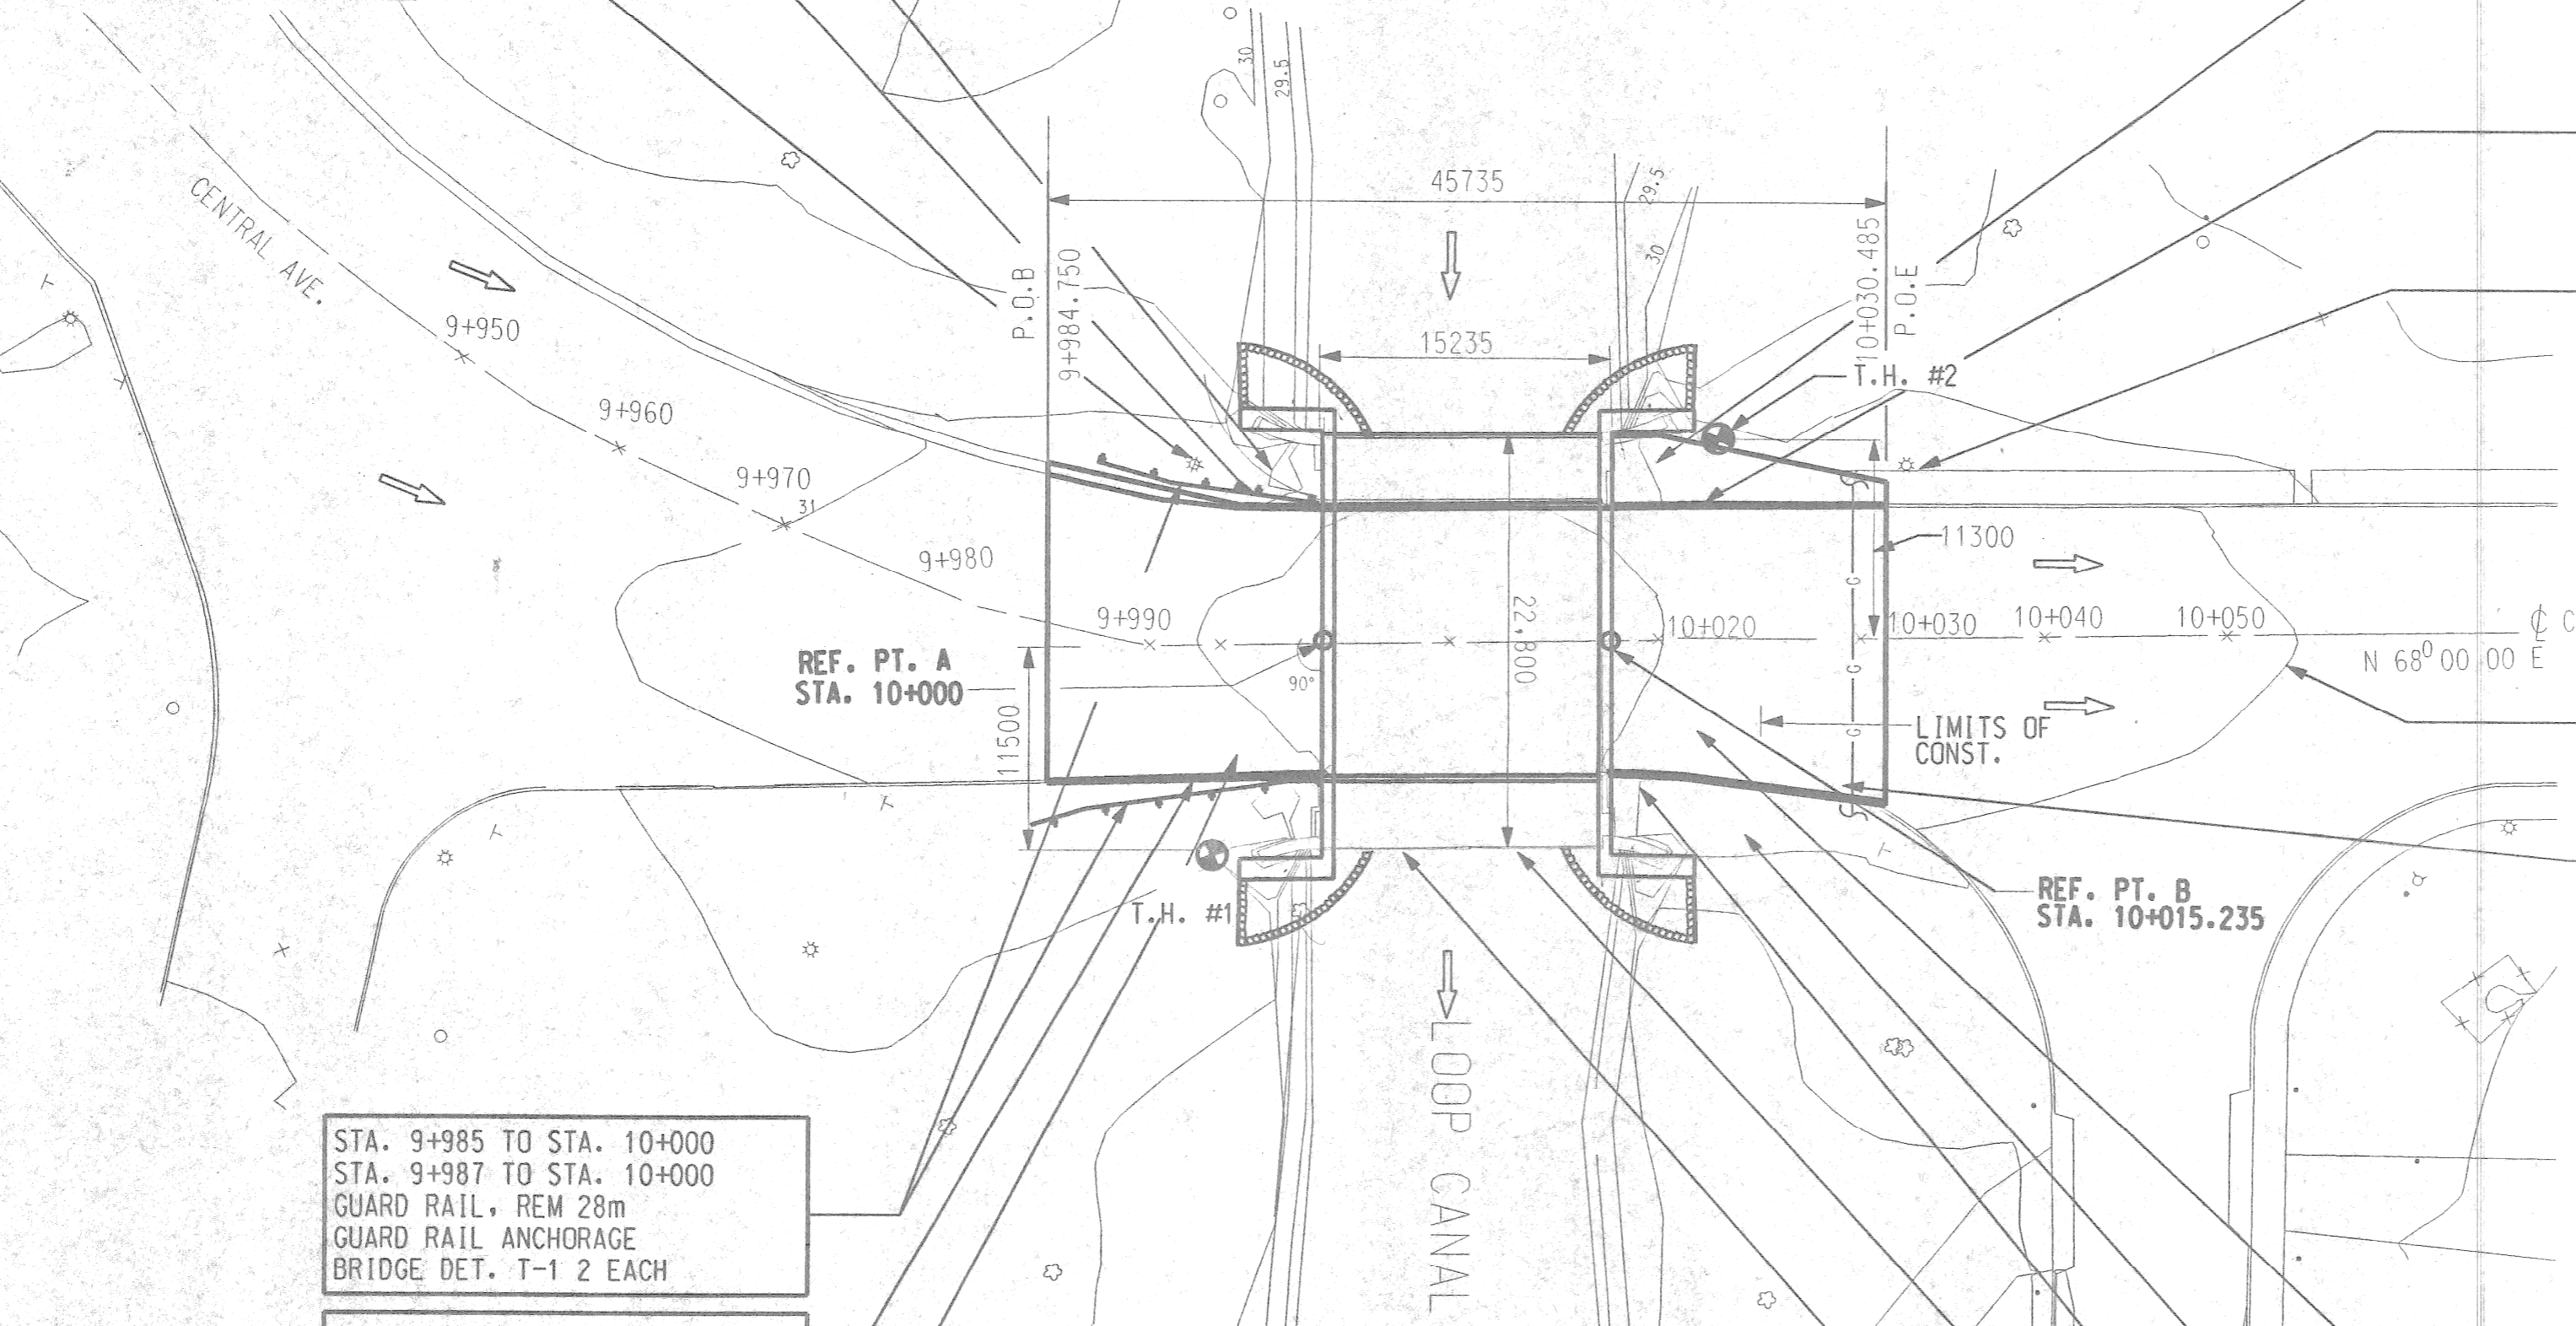 30
29.5
45735
29.5
30
CENTRAL AVE.
P.O.B
9+984.750
10+030.485
P.O.E
9+950
15235
T.H. #2
9+960
9+970
31
9+980
11300
9+990
22,800
10+020
10+030
10+040
10+050
℄ C
N 68⁰ 00 00 E
REF. PT. A
STA. 10+000
90°
11500
G
G
G
LIMITS OF
CONST.
REF. PT. B
STA. 10+015.235
T.H. #1
LOOP CANAL
STA. 9+985 TO STA. 10+000
STA. 9+987 TO STA. 10+000
GUARD RAIL, REM 28m
GUARD RAIL ANCHORAGE
BRIDGE DET. T-1 2 EACH